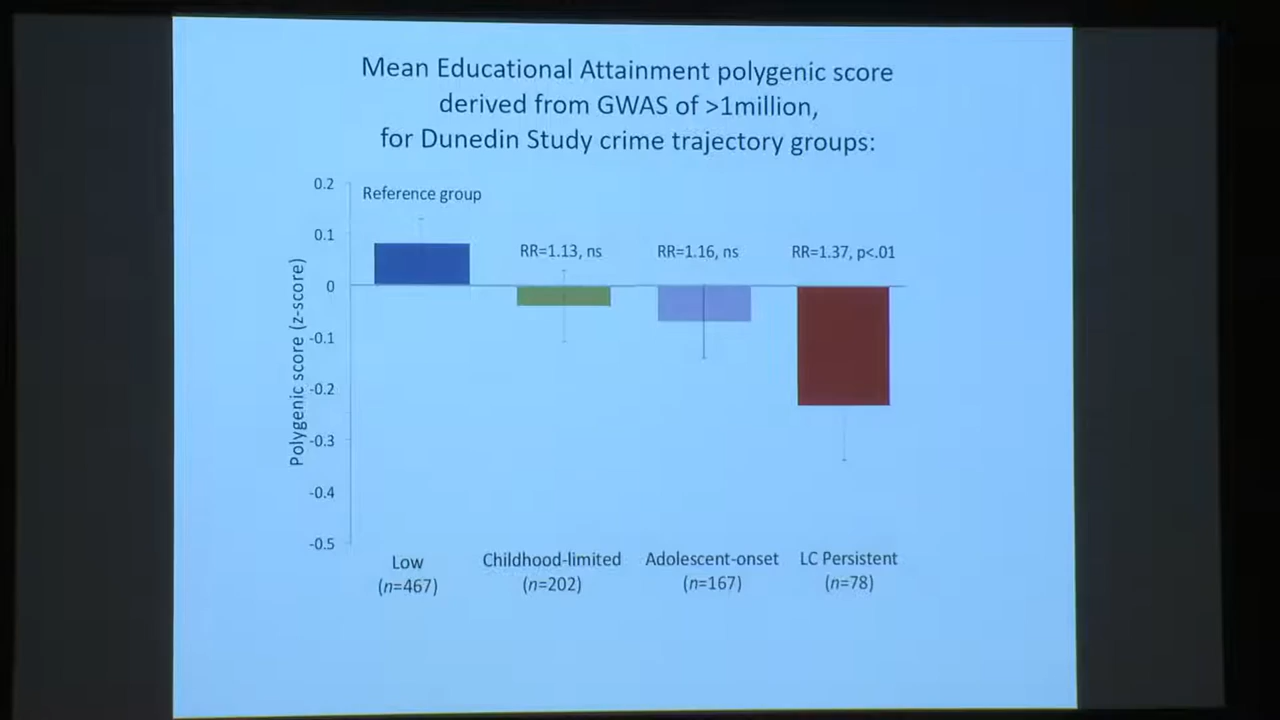 Mean Educational Attainment polygenic score
derived from GWAS of >1million,
for Dunedin Study crime trajectory groups:
0.2
Reference group
0.1
RR=1.13, ns
RR=1.16, ns
RR=1.37, p<.01
0
-0.1
-0.2
-0.3
-0.4
-0.5
Polygenic score (z-score)
Low
(n=467)
Childhood-limited
(n=202)
Adolescent-onset
(n=167)
LC Persistent
(n=78)